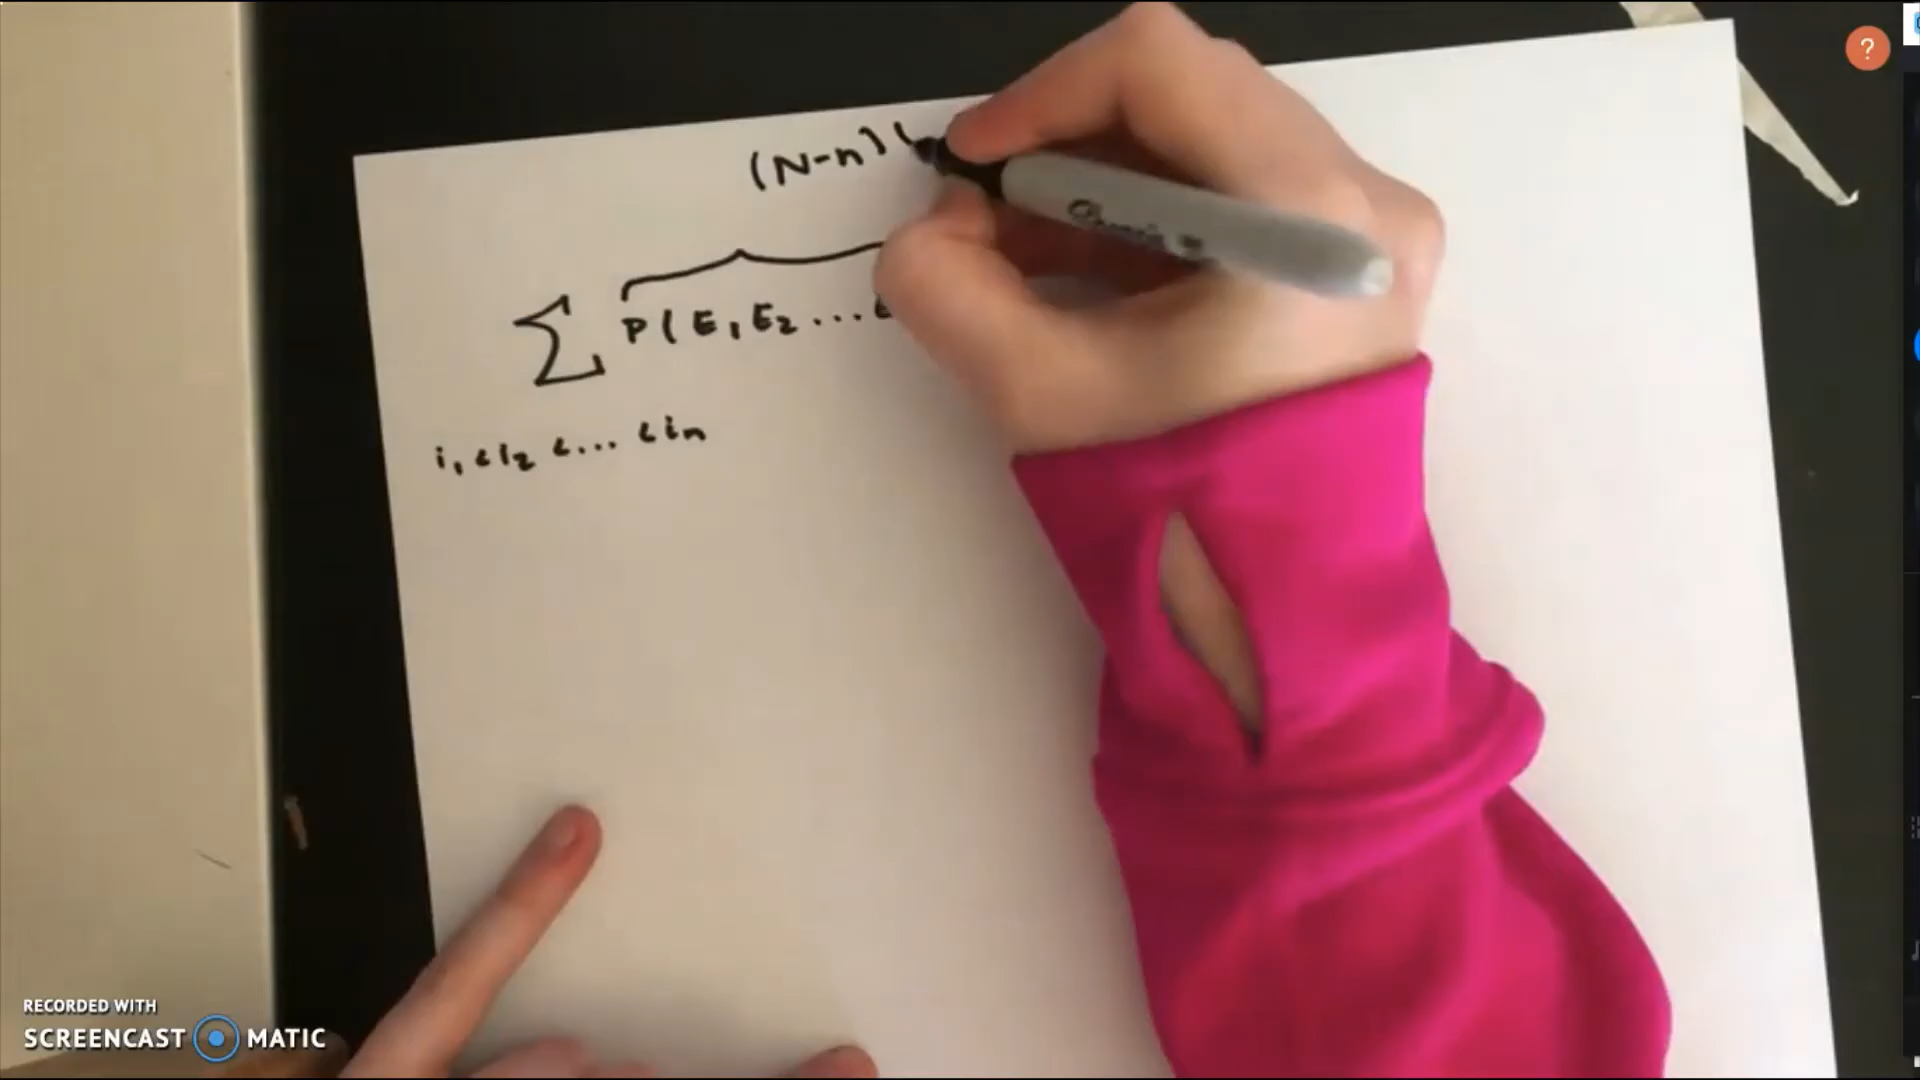 ?
(N-n)(
∑ P(E₁E₂...E
i₁<i₂<...<iₙ
RECORDED WITH
SCREENCAST MATIC